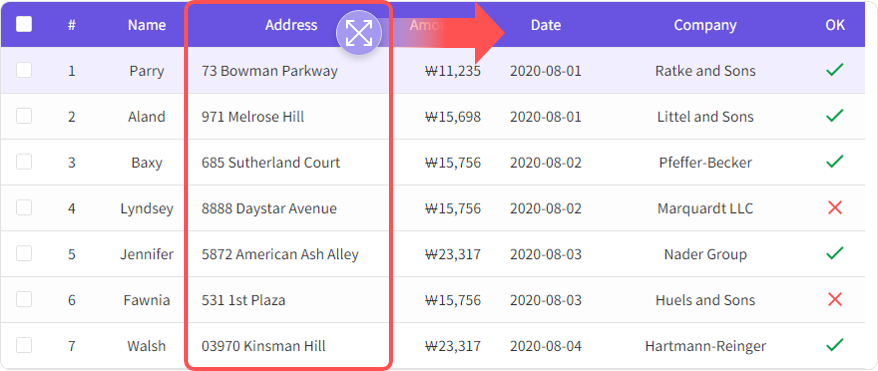 # Name Address Amo Date Company OK
1 Parry 73 Bowman Parkway ₩11,235 2020-08-01 Ratke and Sons
2 Aland 971 Melrose Hill ₩15,698 2020-08-01 Littel and Sons
3 Baxy 685 Sutherland Court ₩15,756 2020-08-02 Pfeffer-Becker
4 Lyndsey 8888 Daystar Avenue ₩15,756 2020-08-02 Marquardt LLC
5 Jennifer 5872 American Ash Alley ₩23,317 2020-08-03 Nader Group
6 Fawnia 531 1st Plaza ₩15,756 2020-08-03 Huels and Sons
7 Walsh 03970 Kinsman Hill ₩23,317 2020-08-04 Hartmann-Reinger